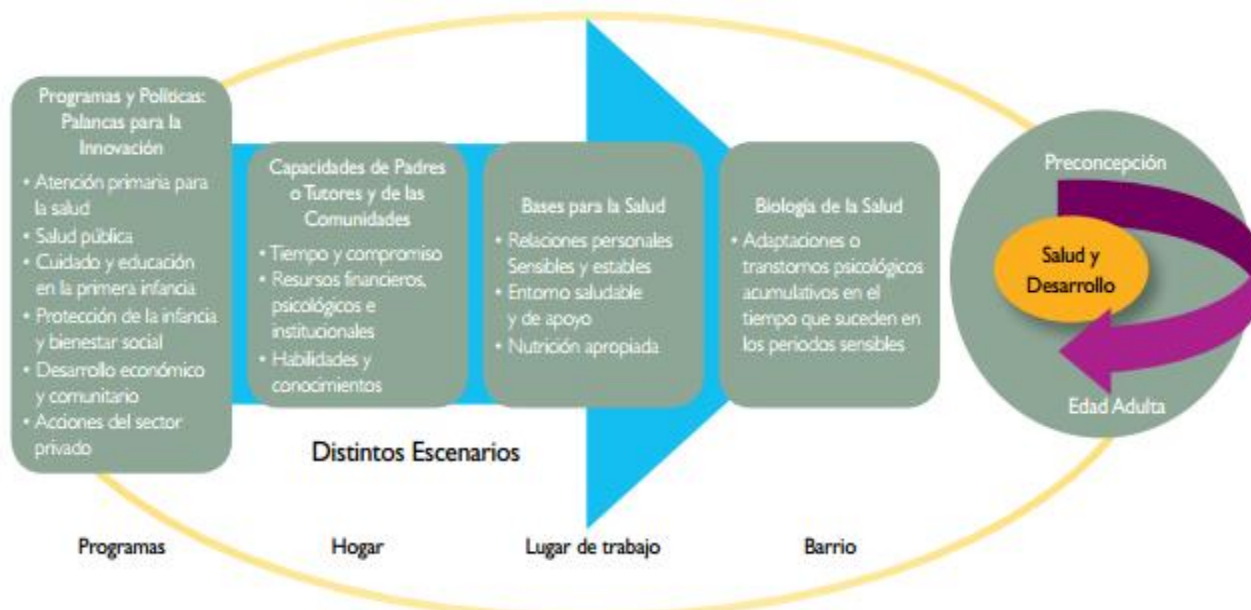 Programas y Políticas:
Palancas para la
Innovación
• Atención primaria para
la salud
• Salud pública
• Cuidado y educación
en la primera infancia
• Protección de la infancia
y bienestar social
• Desarrollo económico
y comunitario
• Acciones del sector
privado
Capacidades de Padres
o Tutores y de las
Comunidades
• Tiempo y compromiso
• Recursos financieros,
psicológicos e
institucionales
• Habilidades y
conocimientos
Bases para la Salud
• Relaciones personales
Sensibles y estables
• Entorno saludable
y de apoyo
• Nutrición apropiada
Biología de la Salud
• Adaptaciones o
transtornos psicológicos
acumulativos en el
tiempo que suceden en
los periodos sensibles
Preconcepción
Salud y
Desarrollo
Edad Adulta
Distintos Escenarios
Programas
Hogar
Lugar de trabajo
Barrio